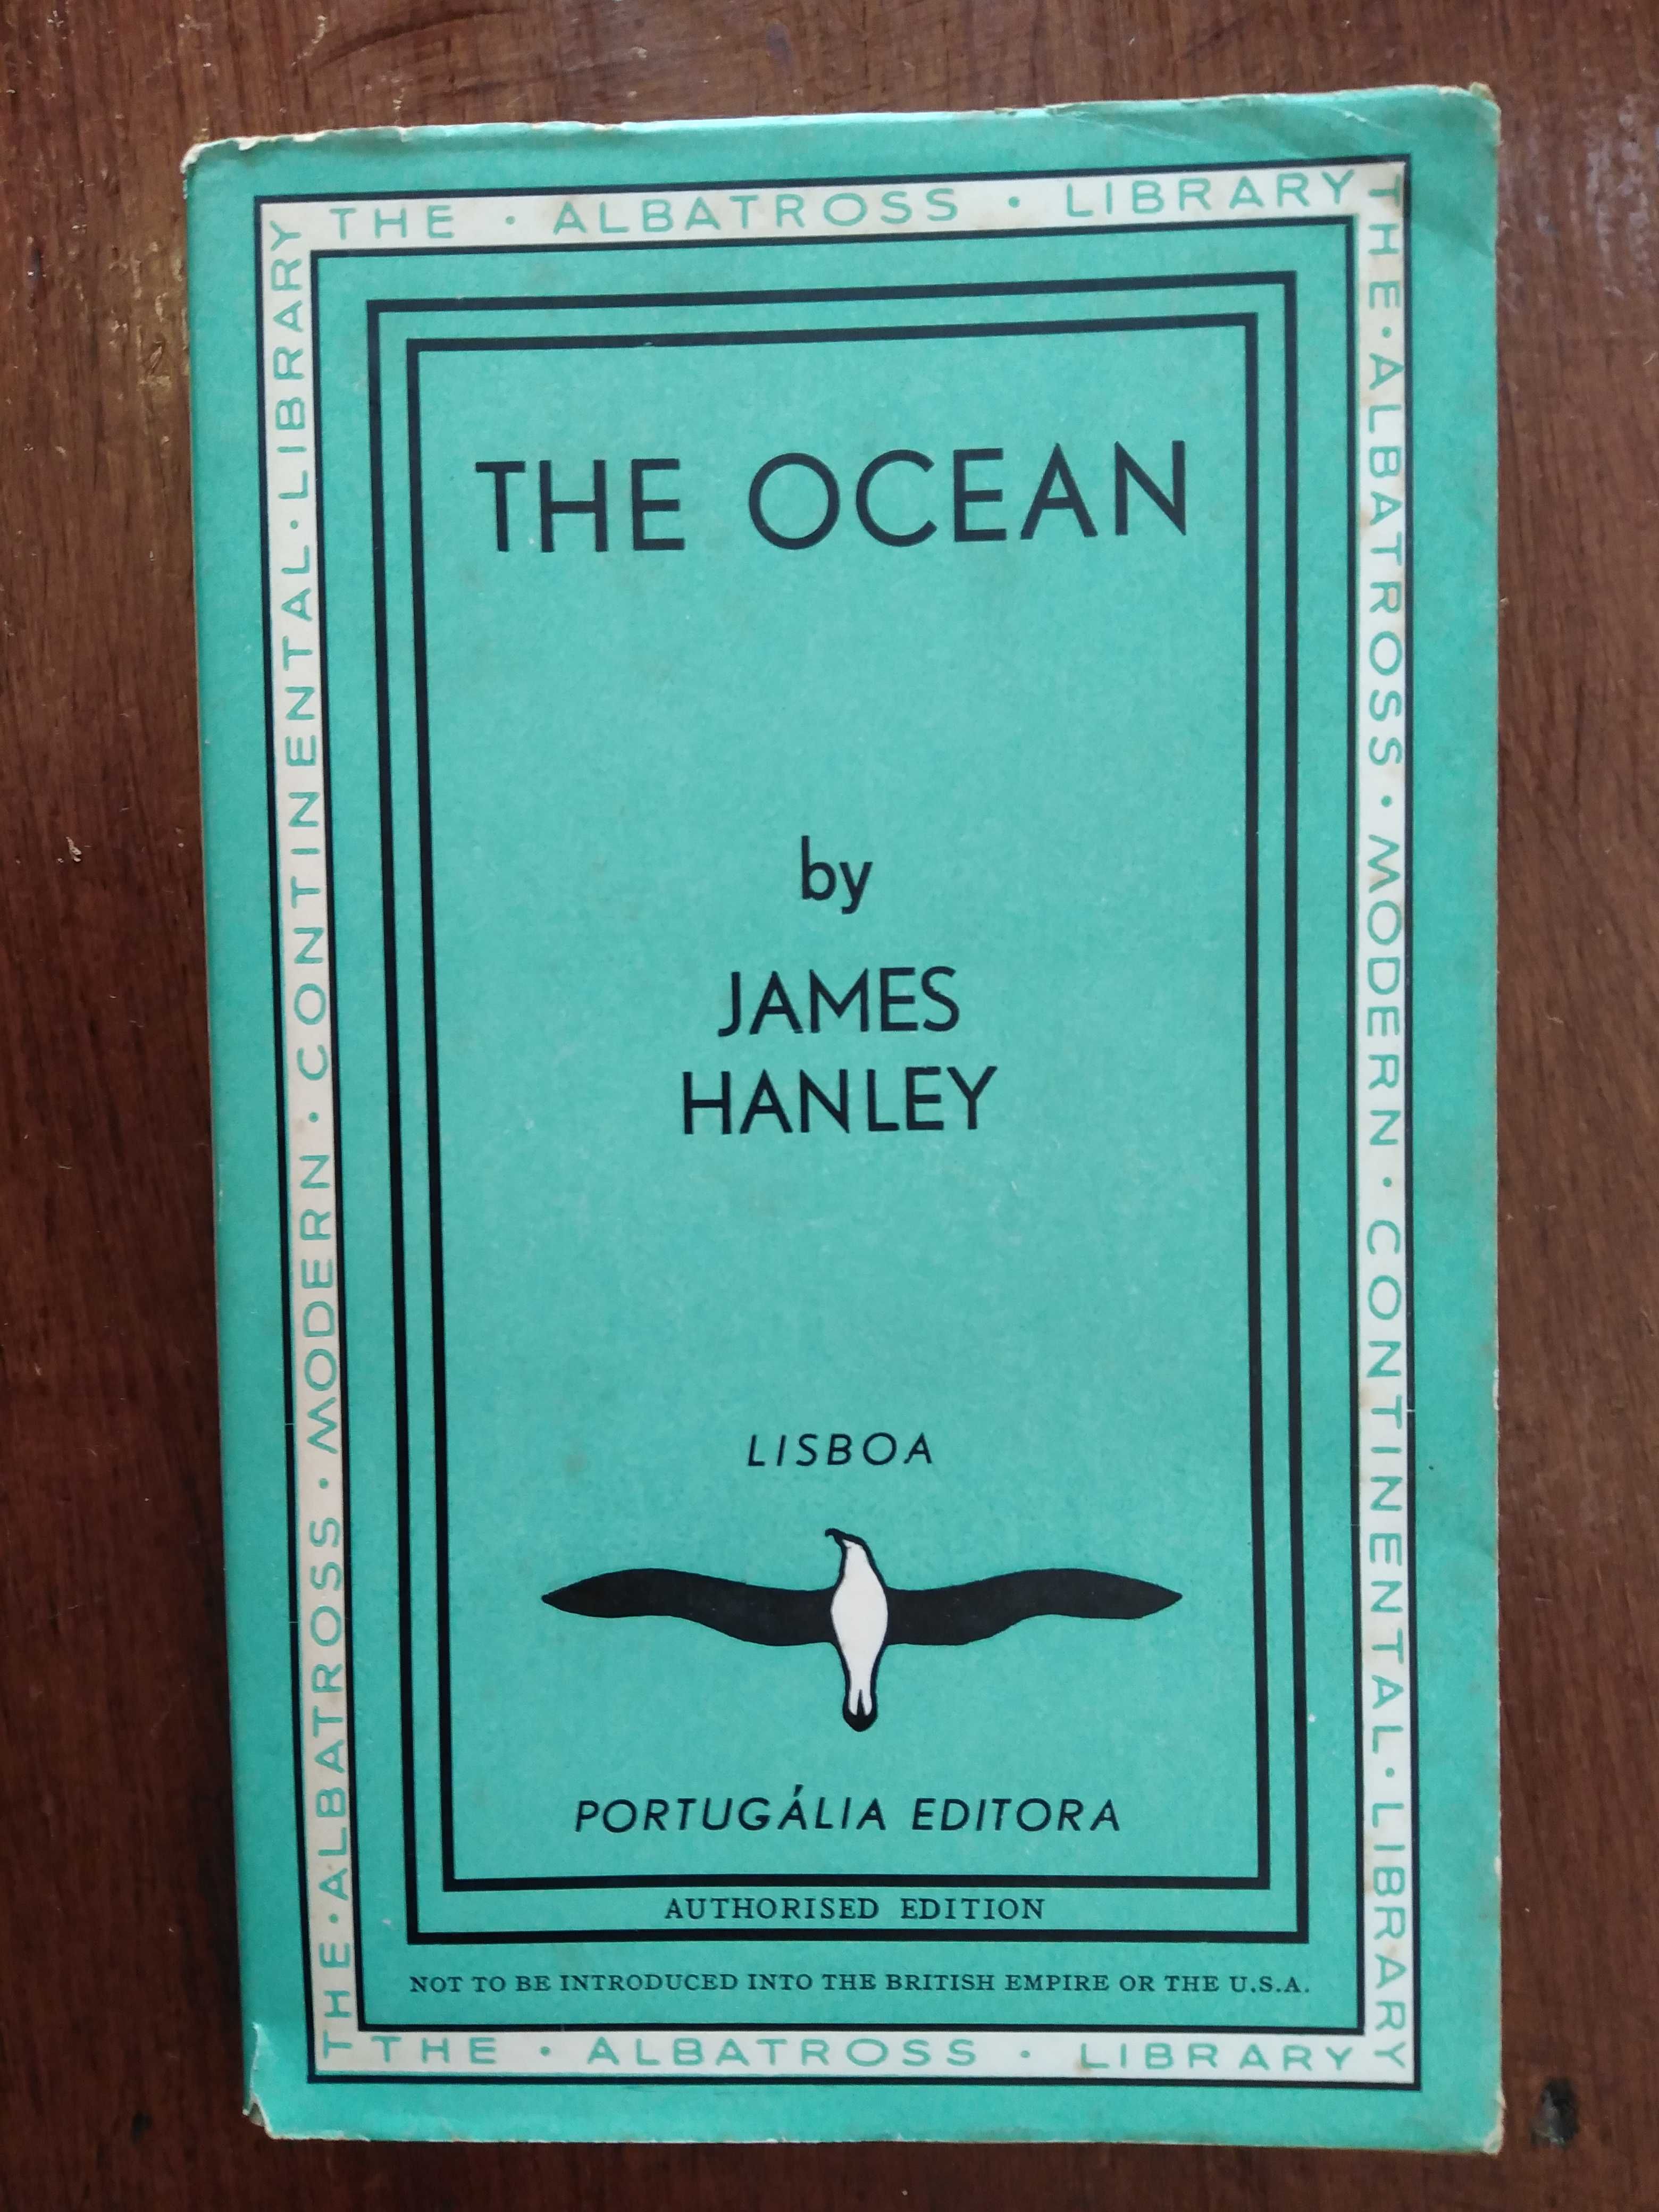 THE · ALBATROSS · LIBRARY
THE · ALBATROSS · MODERN · CONTINENTAL · LIBRARY
THE · ALBATROSS · MODERN · CONTINENTAL · LIBRARY
THE OCEAN
by
JAMES
HANLEY
LISBOA
PORTUGÁLIA EDITORA
AUTHORISED EDITION
NOT TO BE INTRODUCED INTO THE BRITISH EMPIRE OR THE U.S.A.
THE · ALBATROSS · LIBRARY